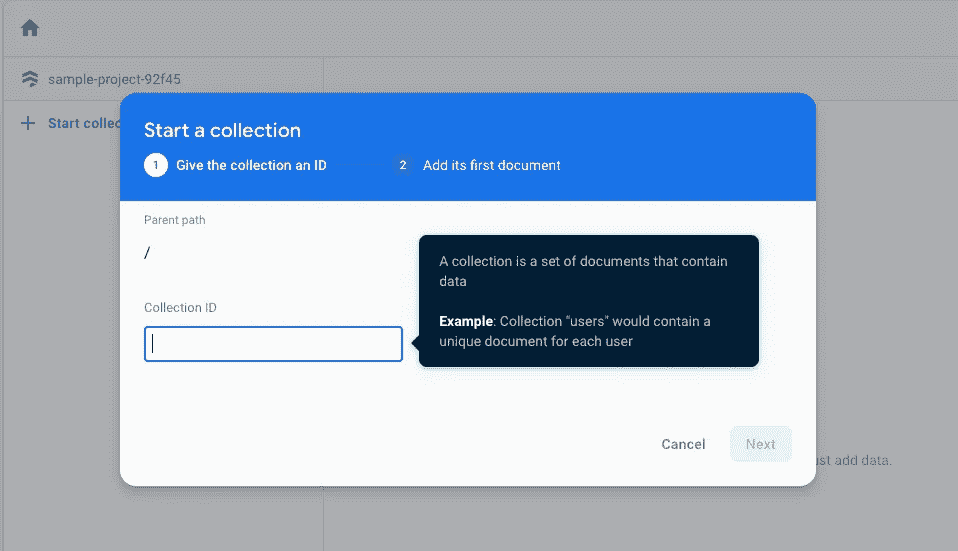 sample-project-92f45
Start collec
Start a collection
1 Give the collection an ID
2 Add its first document
Parent path
/
Collection ID
A collection is a set of documents that contain
data
Example: Collection "users" would contain a
unique document for each user
Cancel Next
ust add data.